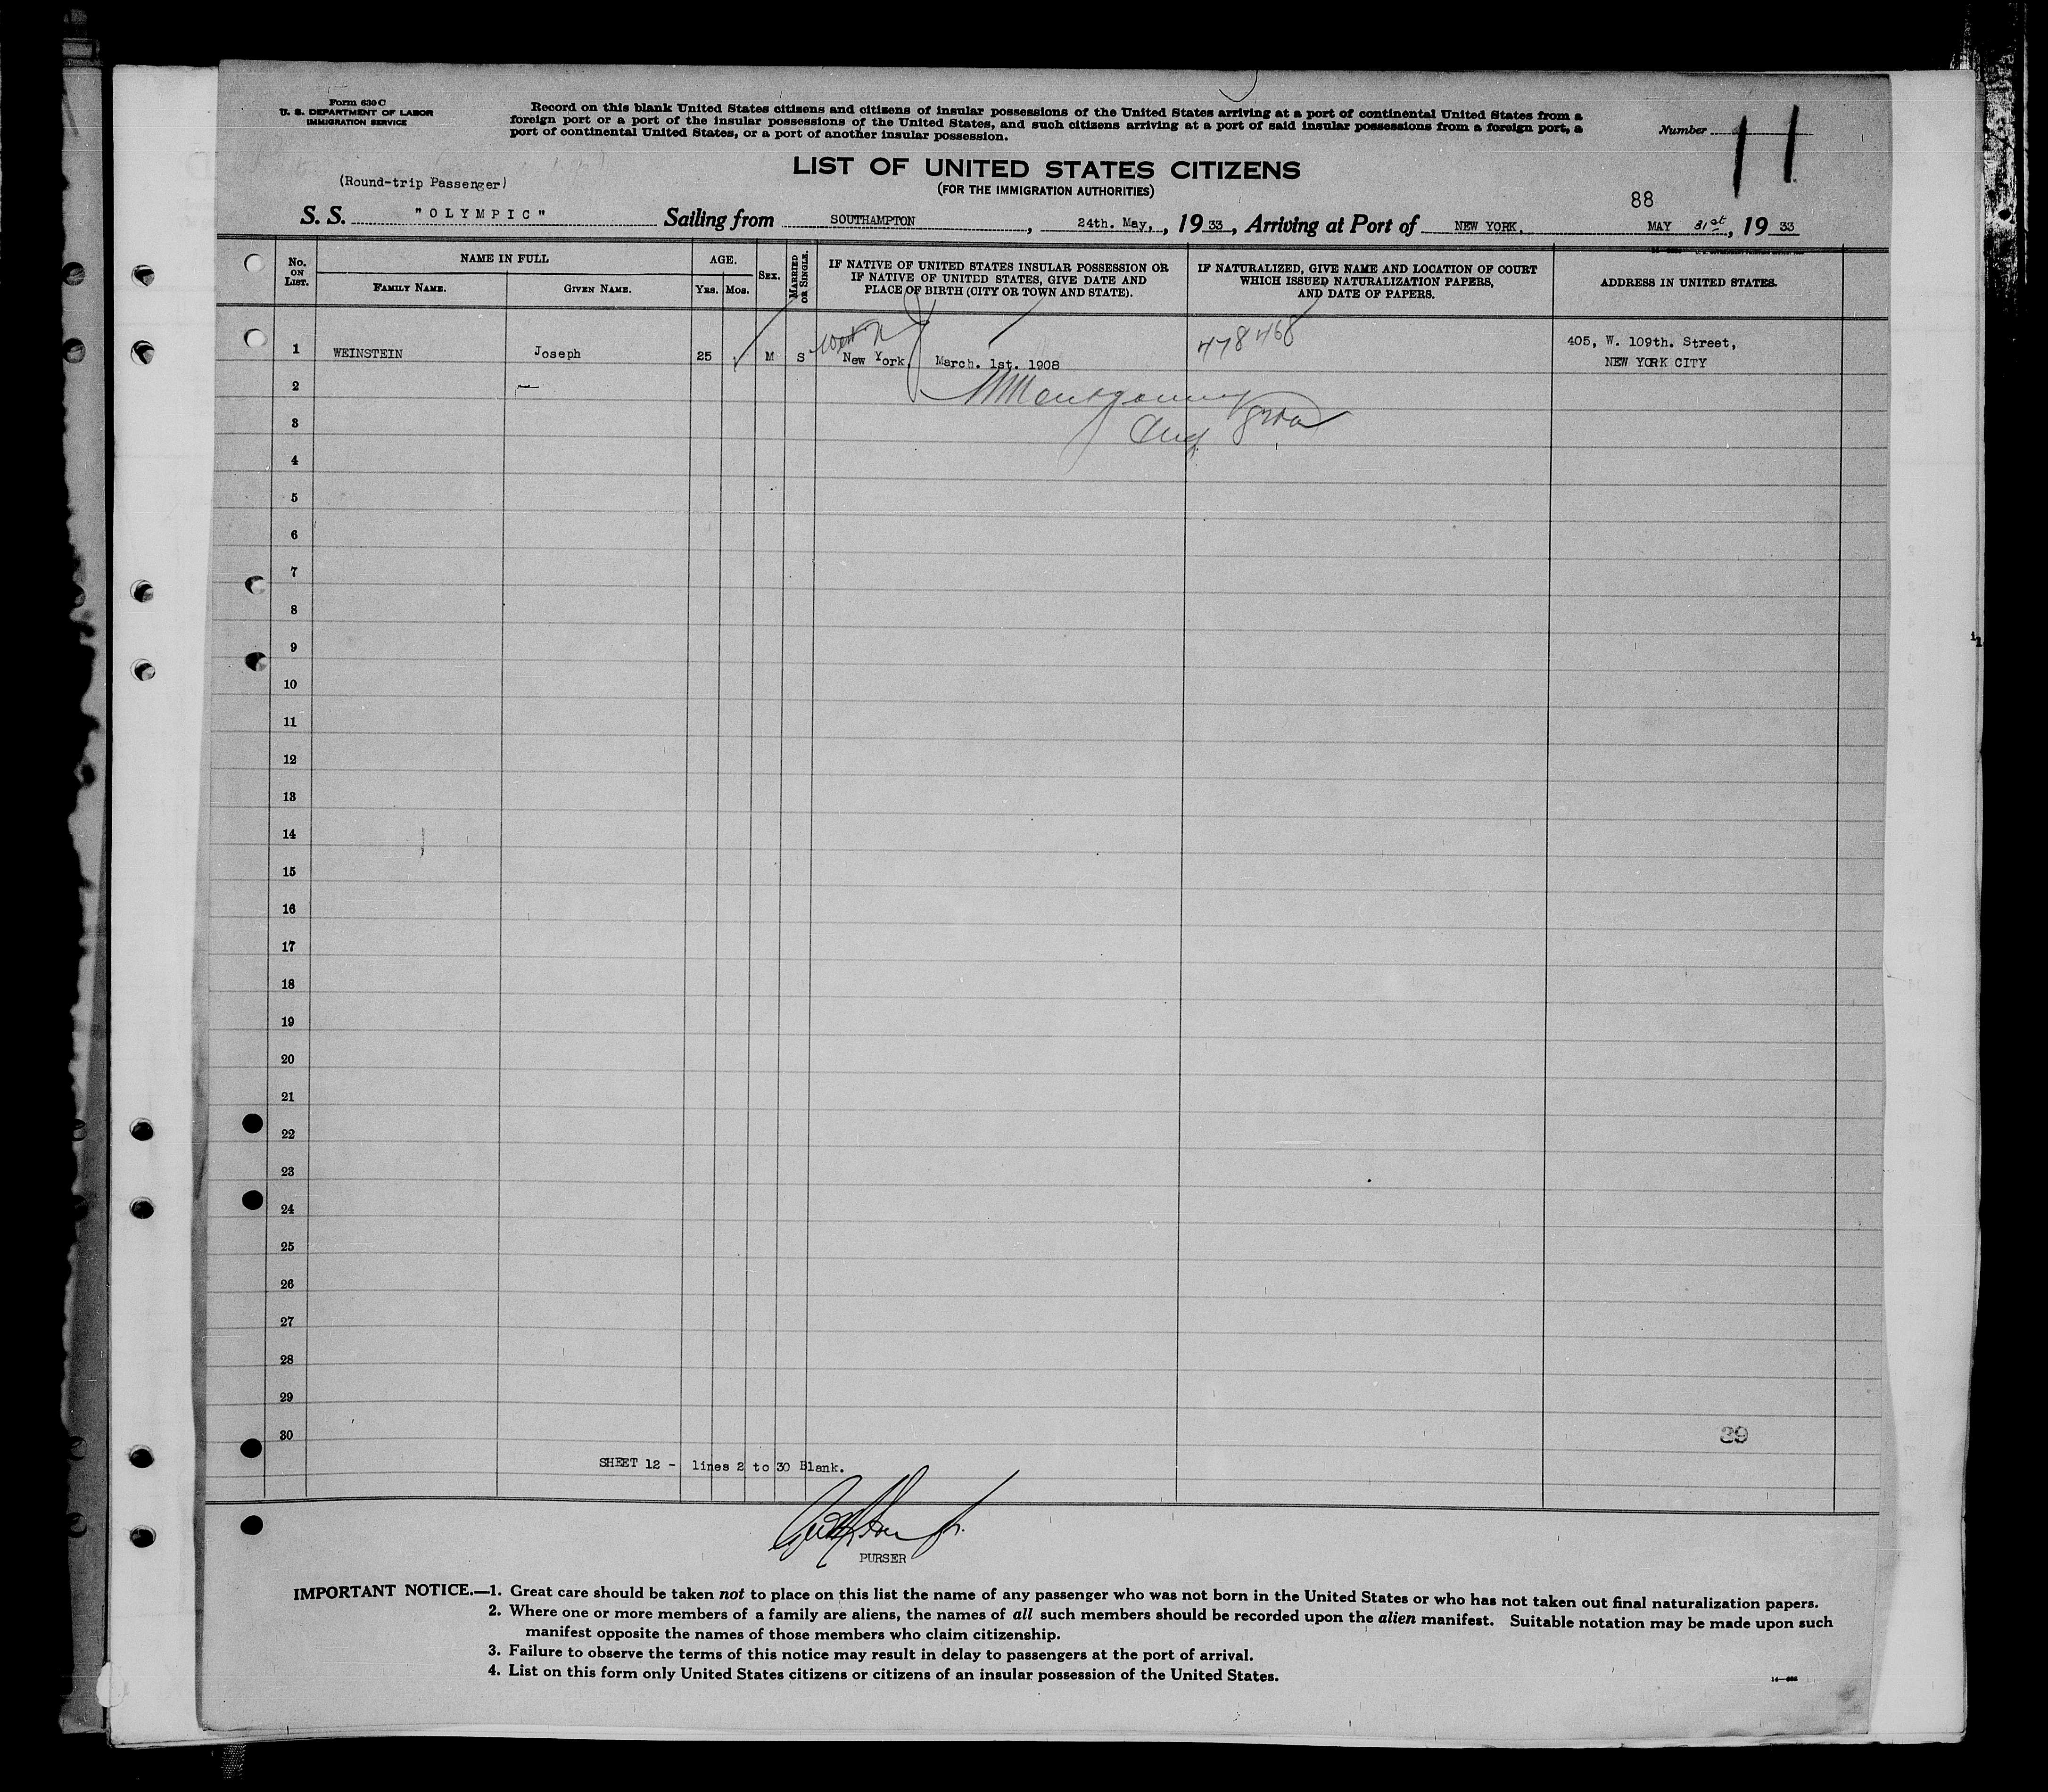 Form 630 C
U. S. DEPARTMENT OF LABOR
IMMIGRATION SERVICE
Record on this blank United States citizens and citizens of insular possessions of the United States arriving at a port of continental United States from a
foreign port or a port of the insular possessions of the United States, and such citizens arriving at a port of said insular possessions from a foreign port, a
port of continental United States, or a port of another insular possession.
Number 11
LIST OF UNITED STATES CITIZENS
(FOR THE IMMIGRATION AUTHORITIES)
(Round-trip Passenger)
88
S. S. "OLYMPIC" Sailing from SOUTHAMPTON, 24th. May, , 19 33, Arriving at Port of NEW YORK, MAY 31st, 19 33
No. ON LIST.
NAME IN FULL
FAMILY NAME.
GIVEN NAME.
AGE.
YRS.
MOS.
SEX.
MARRIED OR SINGLE.
IF NATIVE OF UNITED STATES INSULAR POSSESSION OR
IF NATIVE OF UNITED STATES, GIVE DATE AND
PLACE OF BIRTH (CITY OR TOWN AND STATE).
IF NATURALIZED, GIVE NAME AND LOCATION OF COURT
WHICH ISSUED NATURALIZATION PAPERS,
AND DATE OF PAPERS.
ADDRESS IN UNITED STATES.
478468
1 WEINSTEIN Joseph 25 M S New York, March. 1st. 1908 405, W. 109th. Street,
NEW YORK CITY
2
Montgomery
3
4
5
6
7
8
9
10
11
12
13
14
15
16
17
18
19
20
21
22
23
24
25
26
27
28
29
30
39
SHEET 12 - lines 2 to 30 Blank.
PURSER
IMPORTANT NOTICE.—1. Great care should be taken not to place on this list the name of any passenger who was not born in the United States or who has not taken out final naturalization papers.
2. Where one or more members of a family are aliens, the names of all such members should be recorded upon the alien manifest. Suitable notation may be made upon such
manifest opposite the names of those members who claim citizenship.
3. Failure to observe the terms of this notice may result in delay to passengers at the port of arrival.
4. List on this form only United States citizens or citizens of an insular possession of the United States.